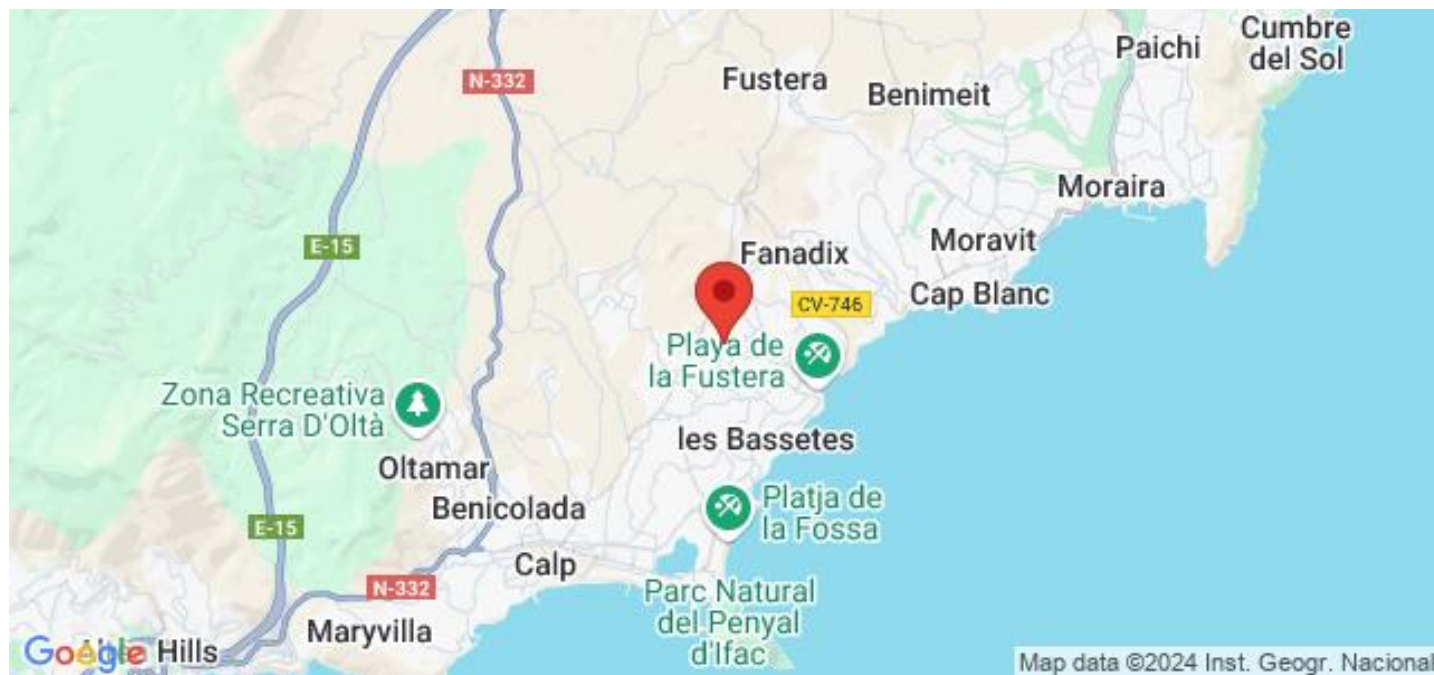 Cumbre
del Sol
Paichi
Fustera
N-332
Benimeit
Moraira
Moravit
E-15
Fanadix
Cap Blanc
CV-746
Playa de
la Fustera
Zona Recreativa
Serra D'Oltà
les Bassetes
Oltamar
Benicolada
Platja de
la Fossa
E-15
Calp
N-332
Parc Natural
del Penyal
d'Ifac
Maryvilla
Hills
Google
Map data ©2024 Inst. Geogr. Nacional